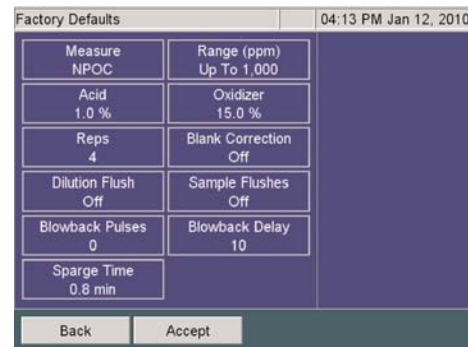 Factory Defaults
04:13 PM Jan 12, 2010
Measure
NPOC
Range (ppm)
Up To 1,000
Acid
1.0 %
Oxidizer
15.0 %
Reps
4
Blank Correction
Off
Dilution Flush
Off
Sample Flushes
Off
Blowback Pulses
0
Blowback Delay
10
Sparge Time
0.8 min
Back
Accept